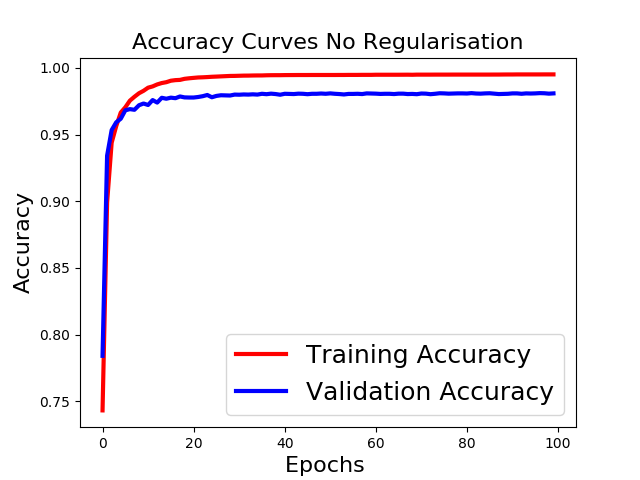 Accuracy Curves No Regularisation
1.00
0.95
0.90
0.85
0.80
0.75
Accuracy
Training Accuracy
Validation Accuracy
0 20 40 60 80 100
Epochs